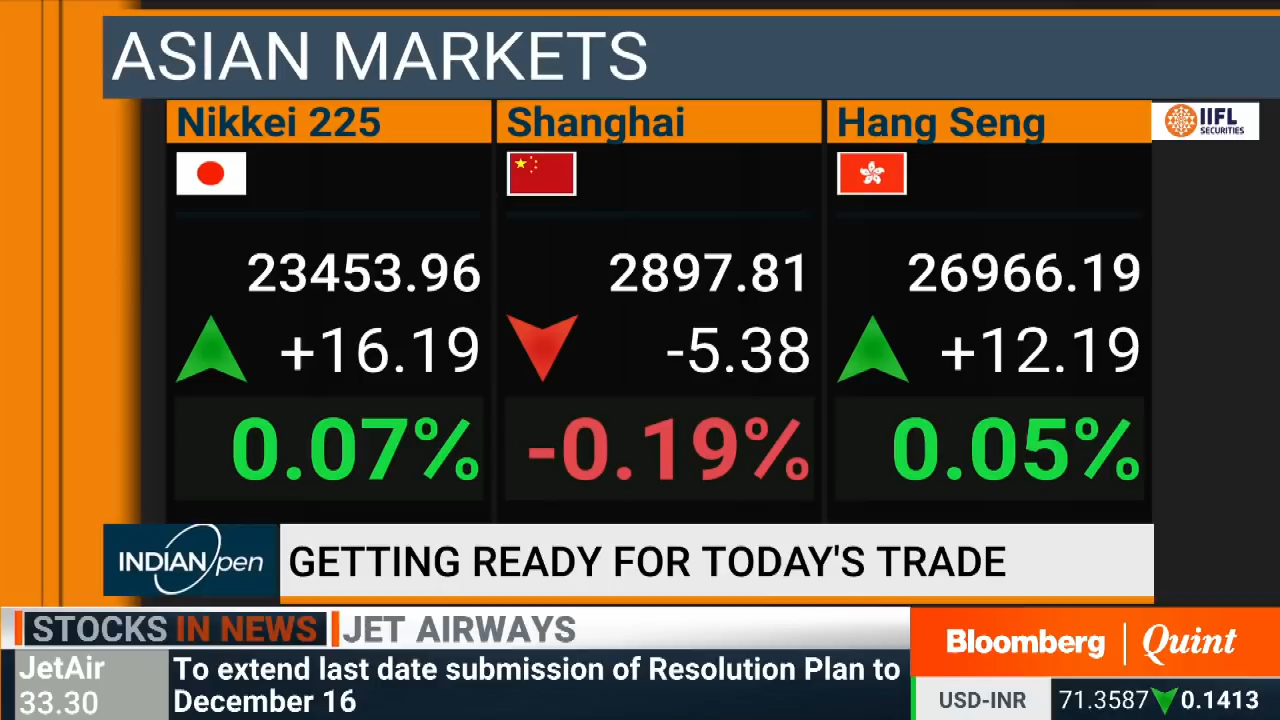 ASIAN MARKETS
Nikkei 225
23453.96
+16.19
0.07%
Shanghai
2897.81
-5.38
-0.19%
Hang Seng
26966.19
+12.19
0.05%
IIFL
SECURITIES
INDIAN Open
GETTING READY FOR TODAY'S TRADE
STOCKS IN NEWS
JET AIRWAYS
JetAir
33.30
To extend last date submission of Resolution Plan to
December 16
Bloomberg | Quint
USD-INR 71.3587 0.1413